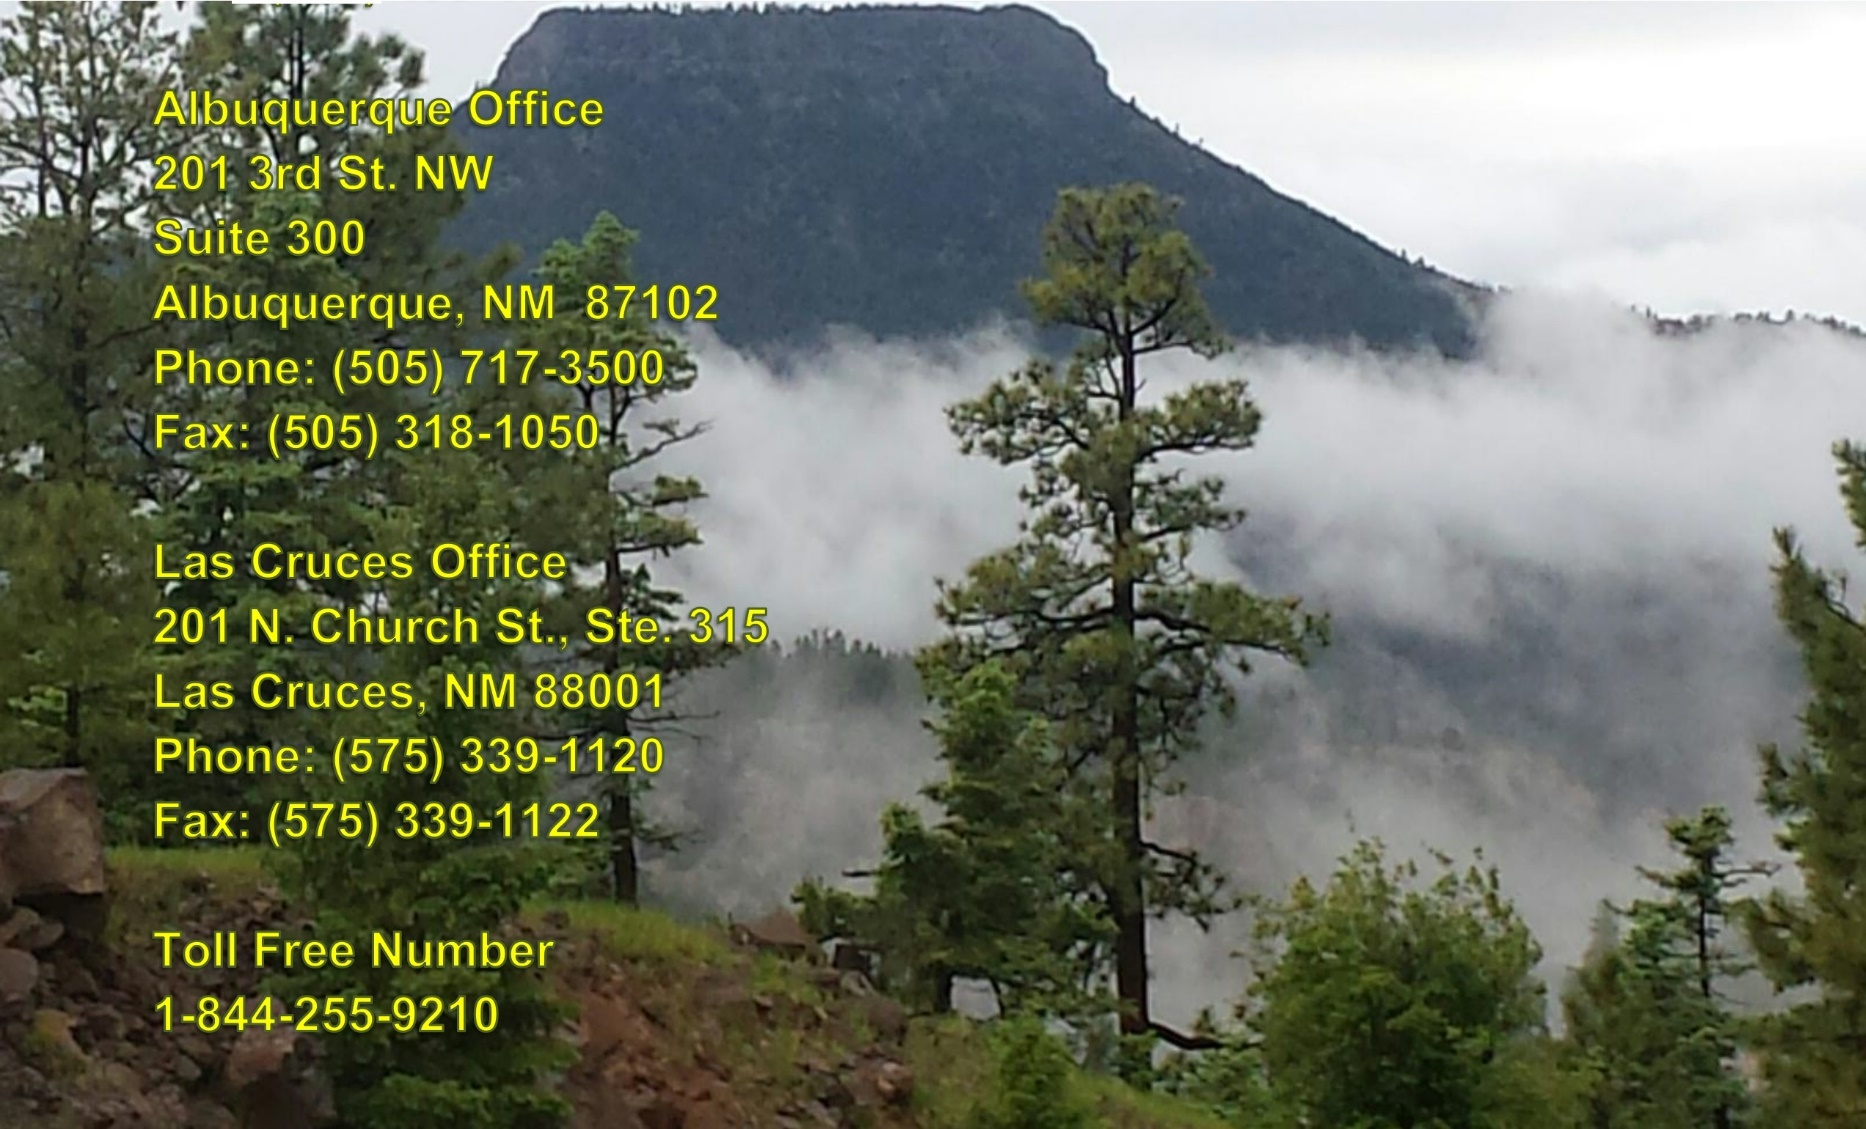 Albuquerque Office
201 3rd St. NW
Suite 300
Albuquerque, NM  87102
Phone: (505) 717-3500
Fax: (505) 318-1050
Las Cruces Office
201 N. Church St., Ste. 315
Las Cruces, NM 88001
Phone: (575) 339-1120
Fax: (575) 339-1122
Toll Free Number
1-844-255-9210